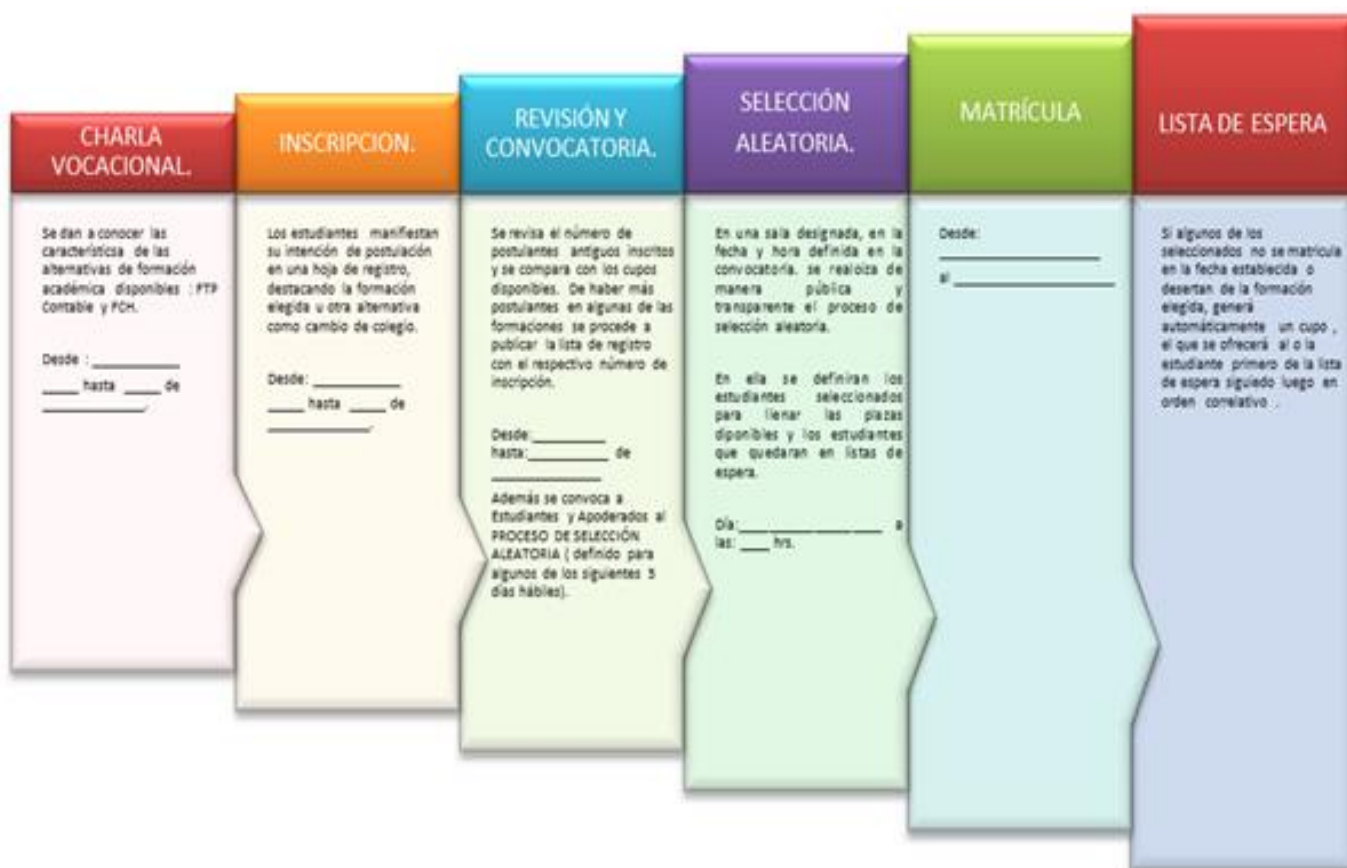 CHARLA
VOCACIONAL.
Se dan a conocer las
característicsa de las
alternativas de formación
académica disponibles : FTP
Contable y FCH.
Desde : ____________
_____ hasta _____ de
______________.
INSCRIPCION.
Los estudiantes manifiestan
su intención de postulación
en una hoja de registro,
destacando la formación
elegida u otra alternativa
como cambio de colegio.
Desde: ____________
_____ hasta _____ de
______________.
REVISIÓN Y
CONVOCATORIA.
Se revisa el número de
postulantes antiguos inscritos
y se compara con los cupos
disponibles. De haber más
postulantes en algunas de las
formaciones se procede a
publicar la lista de registro
con el respectivo número de
inscripción.
Desde:__________
hasta:___________ de
_______________
Además se convoca a
Estudiantes y Apoderados al
PROCESO DE SELECCIÓN
ALEATORIA ( definido para
algunos de los siguientes
días hábiles).
SELECCIÓN
ALEATORIA.
En una sala designada, en la
fecha y hora definida en la
convocatoria. se realoiza de
manera pública y
transparente el proceso de
selección aleatoria.
En ella se definiran los
estudiantes seleccionados
para llenar las plazas
diponibles y los estudiantes
que quedaran en listas de
espera.
Día:____________________ a
las: ____ hrs.
MATRÍCULA
Desde:
______________________
al ______________________
LISTA DE ESPERA
Si algunos de los
seleccionados no se matricula
en la fecha establecida o
desertan de la formación
elegida, generá
automáticamente un cupo ,
el que se ofrecerá al o la
estudiante primero de la lista
de espera siguiedo luego en
orden correlativo .